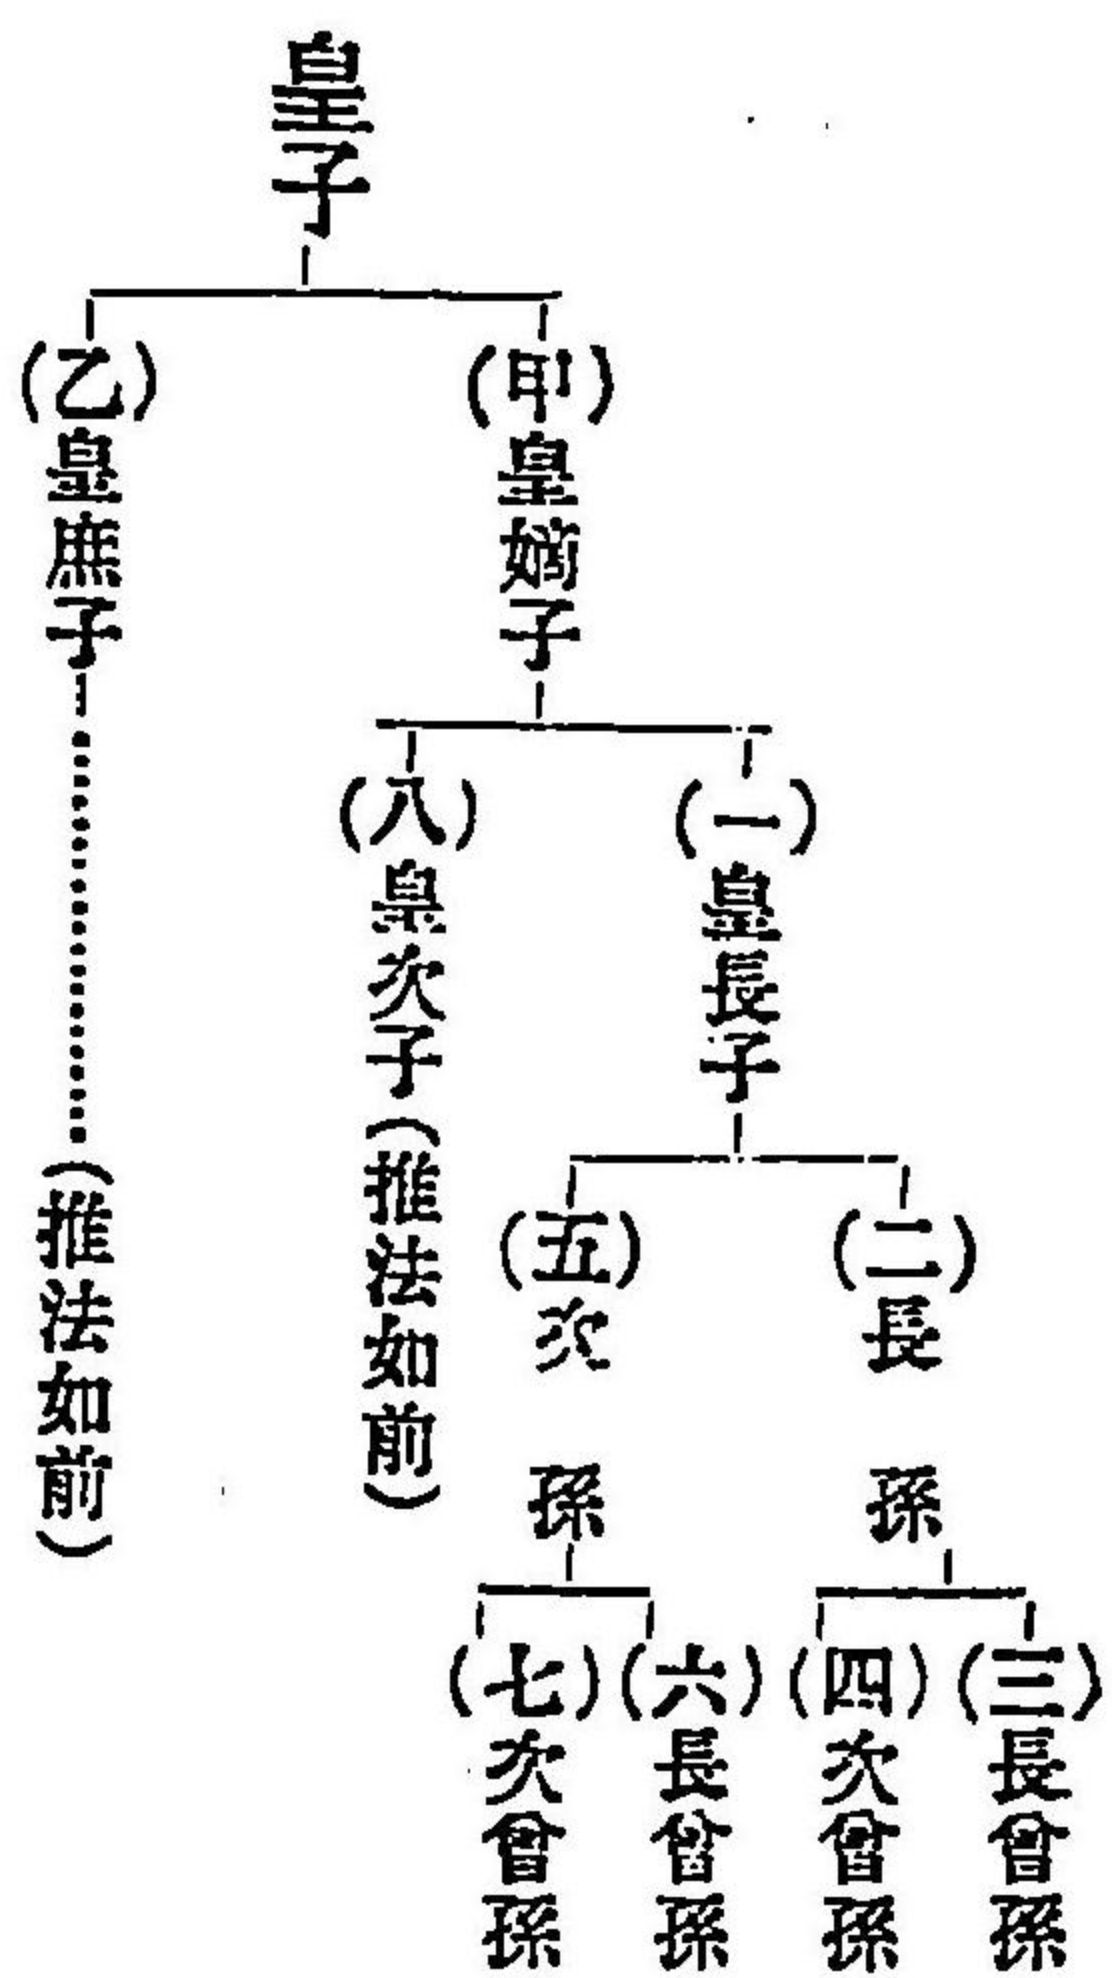 皇子
(甲)皇嫡子
(一)皇長子
(二)長孫
(三)長曾孫
(四)次曾孫
(五)次孫
(六)長曾孫
(七)次曾孫
(八)皇次子(推法如前)
(乙)皇庶子…………(推法如前)